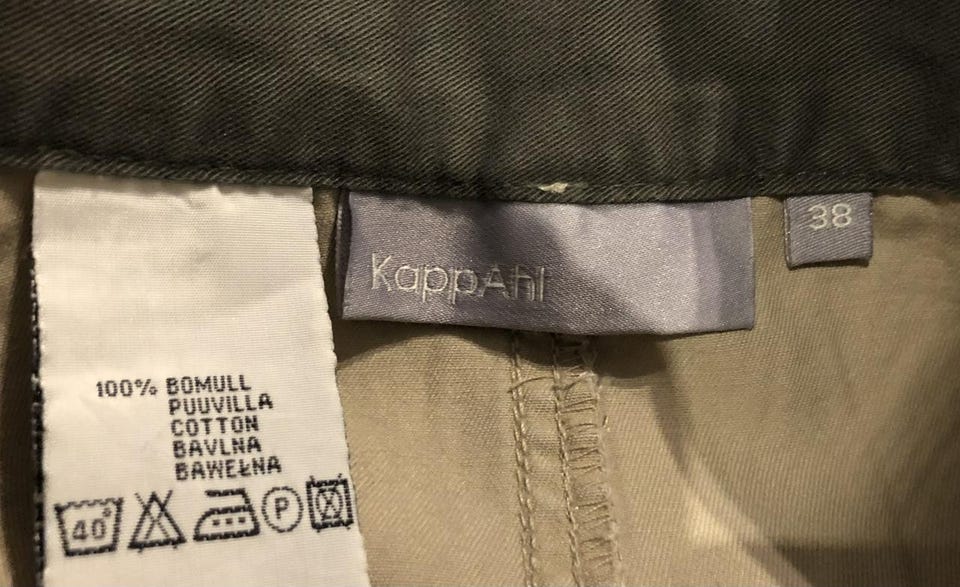 KappAhl
38
100% BOMULL
PUUVILLA
COTTON
BAVLNA
BAWEŁNA
40°
P